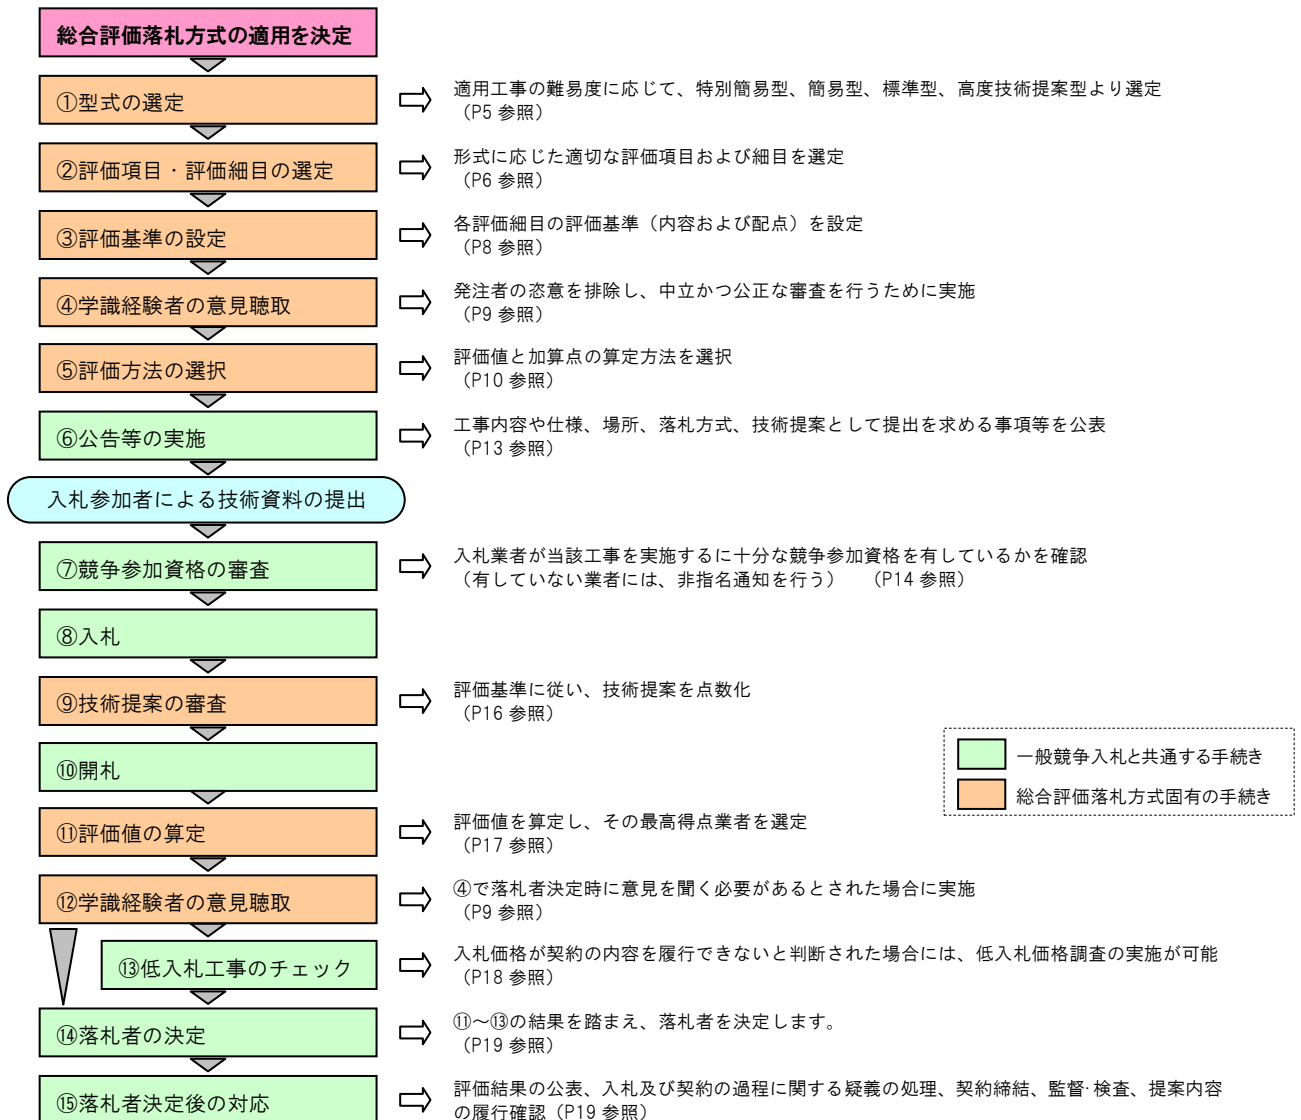 総合評価落札方式の適用を決定
①型式の選定
適用工事の難易度に応じて、特別簡易型、簡易型、標準型、高度技術提案型より選定
（P5 参照）
②評価項目・評価細目の選定
形式に応じた適切な評価項目および細目を選定
（P6 参照）
③評価基準の設定
各評価細目の評価基準（内容および配点）を設定
（P8 参照）
④学識経験者の意見聴取
発注者の恣意を排除し、中立かつ公正な審査を行うために実施
（P9 参照）
⑤評価方法の選択
評価値と加算点の算定方法を選択
（P10 参照）
⑥公告等の実施
工事内容や仕様、場所、落札方式、技術提案として提出を求める事項等を公表
（P13 参照）
入札参加者による技術資料の提出
⑦競争参加資格の審査
入札業者が当該工事を実施するに十分な競争参加資格を有しているかを確認
（有していない業者には、非指名通知を行う）　（P14 参照）
⑧入札
⑨技術提案の審査
評価基準に従い、技術提案を点数化
（P16 参照）
⑩開札
一般競争入札と共通する手続き
総合評価落札方式固有の手続き
⑪評価値の算定
評価値を算定し、その最高得点業者を選定
（P17 参照）
⑫学識経験者の意見聴取
④で落札者決定時に意見を聞く必要があるとされた場合に実施
（P9 参照）
⑬低入札工事のチェック
入札価格が契約の内容を履行できないと判断された場合には、低入札価格調査の実施が可能
（P18 参照）
⑭落札者の決定
⑪～⑬の結果を踏まえ、落札者を決定します。
（P19 参照）
⑮落札者決定後の対応
評価結果の公表、入札及び契約の過程に関する疑義の処理、契約締結、監督･検査、提案内容
の履行確認（P19 参照）